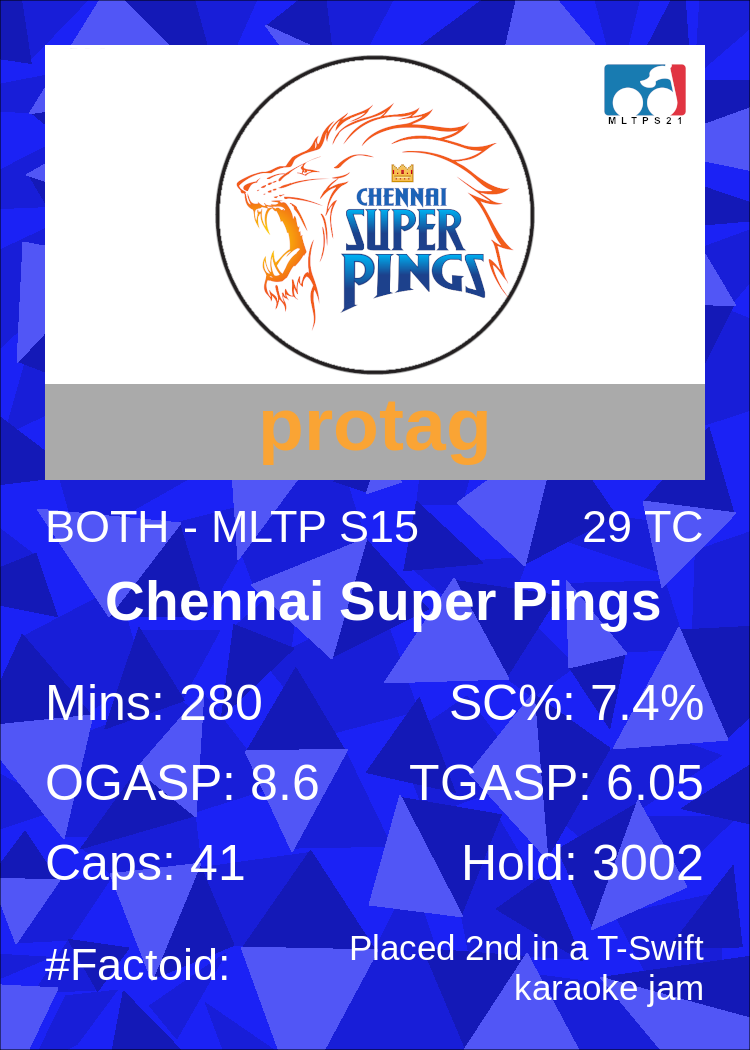 MLTPS21
CHENNAI
SUPER
PINGS
protag
BOTH - MLTP S15 29 TC
Chennai Super Pings
Mins: 280 SC%: 7.4%
OGASP: 8.6 TGASP: 6.05
Caps: 41 Hold: 3002
#Factoid: Placed 2nd in a T-Swift
karaoke jam